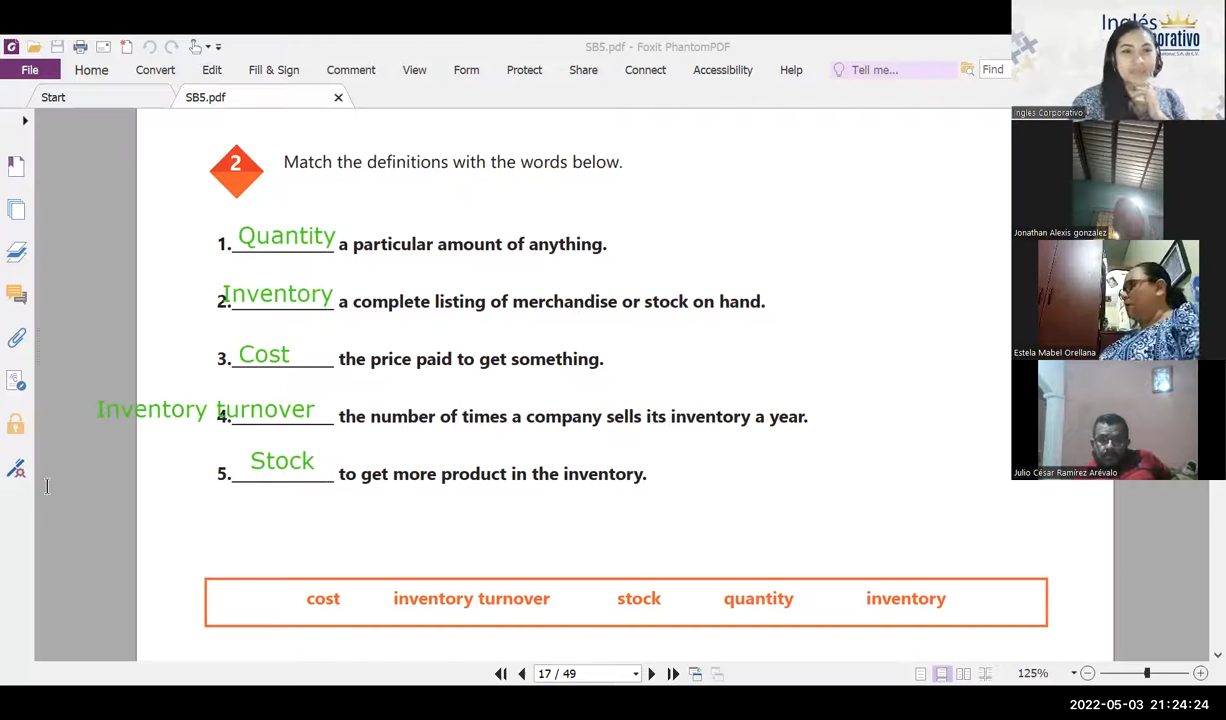 SB5.pdf - Foxit PhantomPDF
File Home Convert Edit Fill & Sign Comment View Form Protect Share Connect Accessibility Help Tell me... Find
Start SB5.pdf
Inglés
Inglés Corporativo
Jonathan Alexis gonzalez
Estela Mabel Orellana
Julio César Ramírez Arévalo
2 Match the definitions with the words below.
1. Quantity a particular amount of anything.
2. Inventory a complete listing of merchandise or stock on hand.
3. Cost the price paid to get something.
4. Inventory turnover the number of times a company sells its inventory a year.
5. Stock to get more product in the inventory.
cost inventory turnover stock quantity inventory
17 / 49 125%
2022-05-03 21:24:24